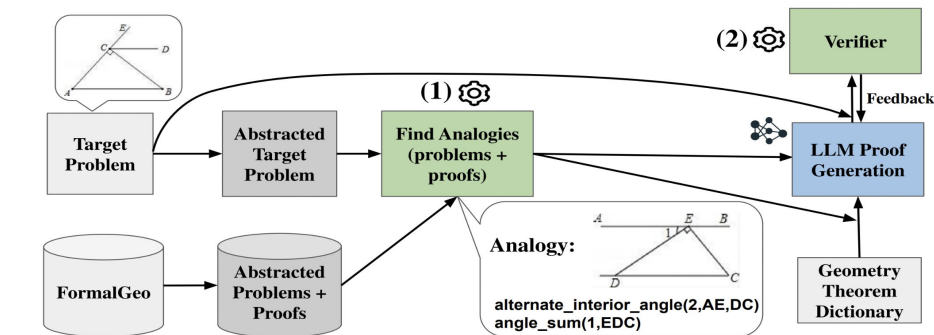 E
C
D
A
B
Target
Problem
Abstracted
Target
Problem
(1)
Find Analogies
(problems +
proofs)
(2)
Verifier
Feedback
LLM Proof
Generation
FormalGeo
Abstracted
Problems +
Proofs
Analogy:
A
E
B
1
D
C
alternate_interior_angle(2,AE,DC)
angle_sum(1,EDC)
Geometry
Theorem
Dictionary